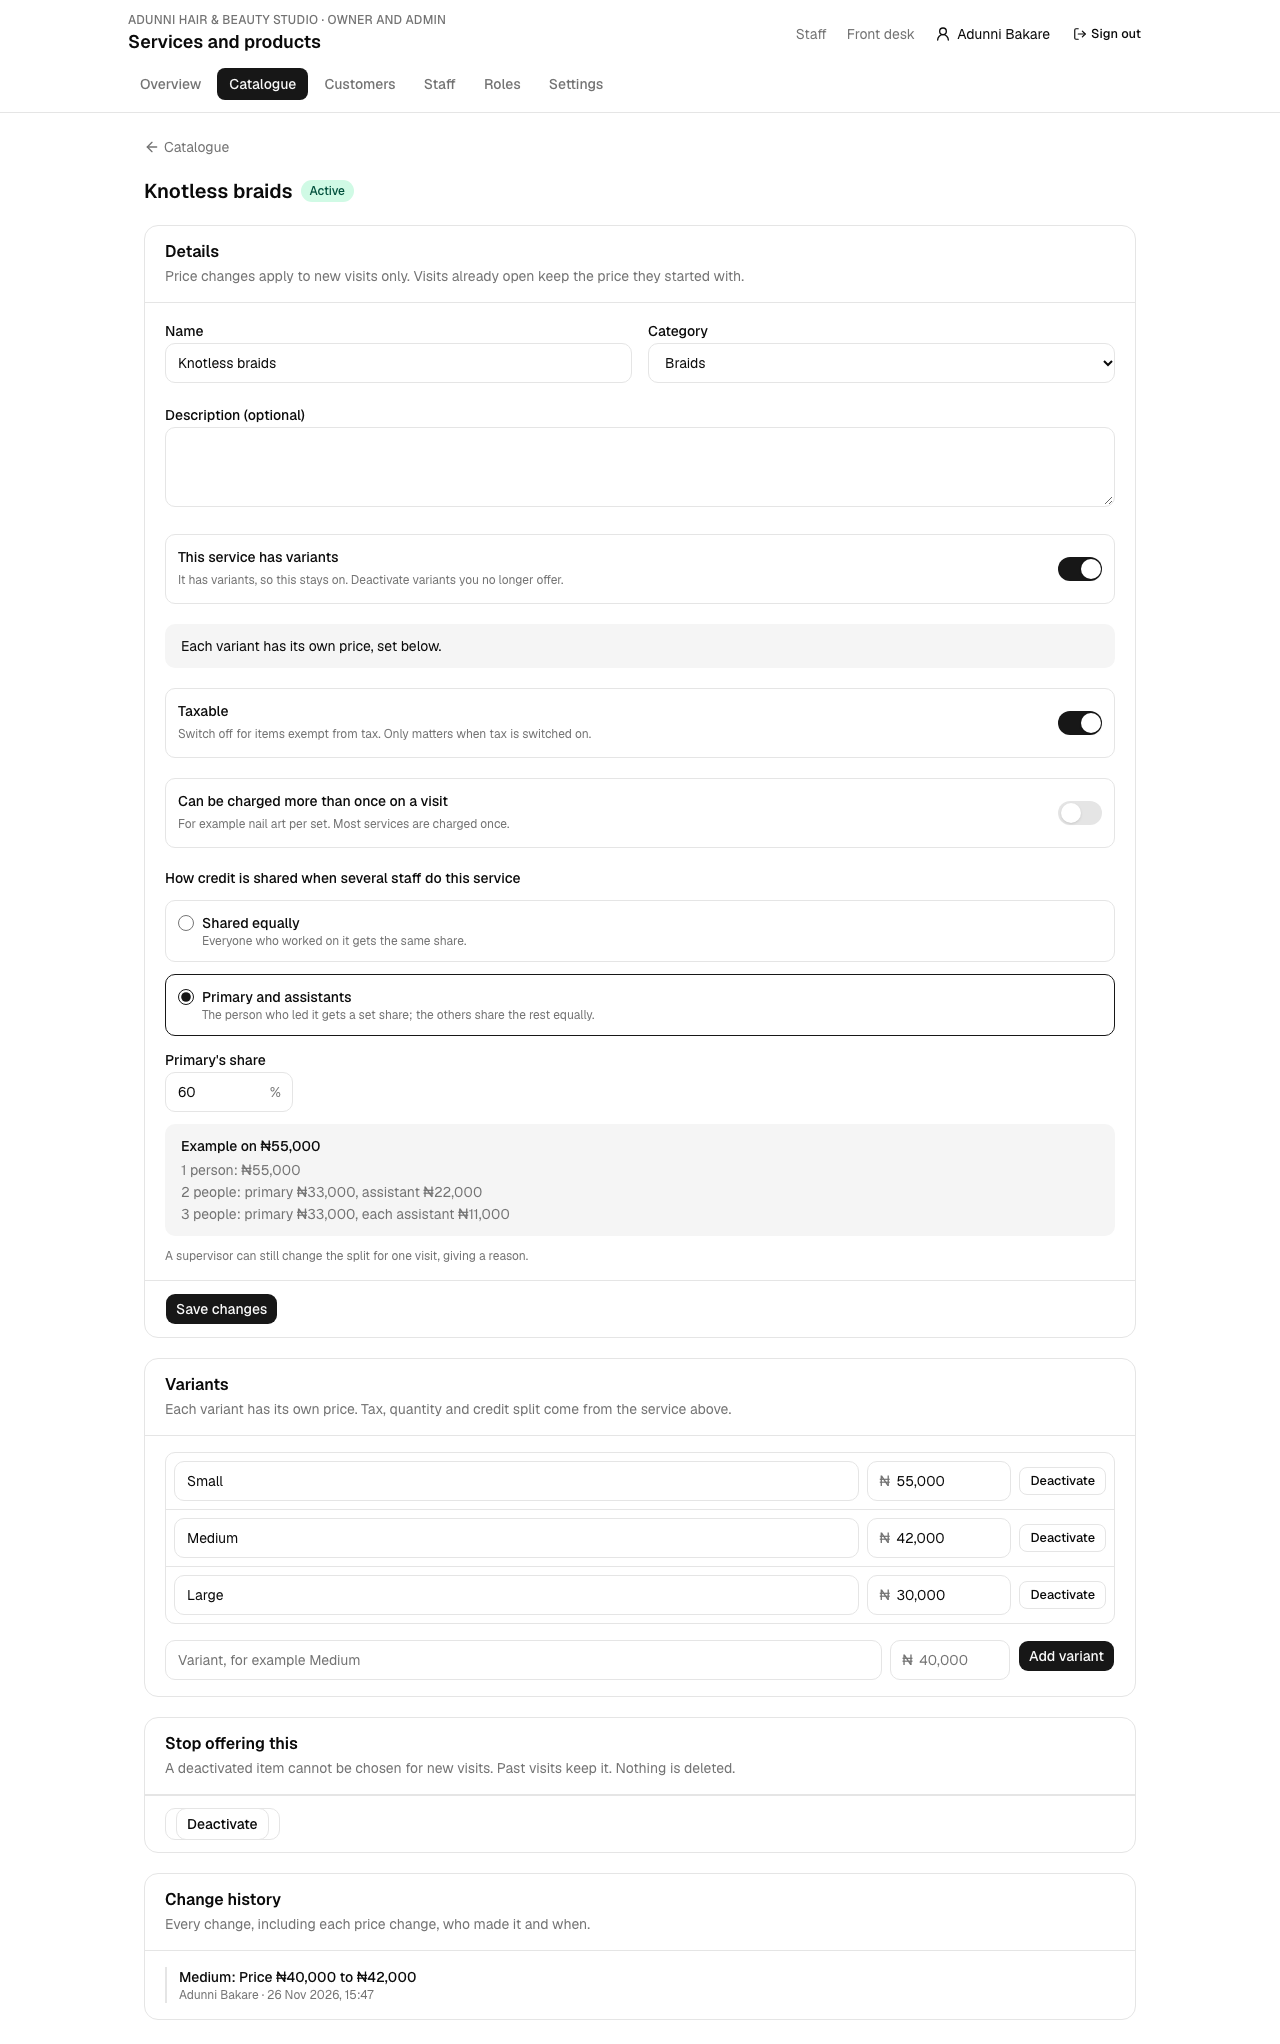 ADUNNI HAIR & BEAUTY STUDIO · OWNER AND ADMIN
Services and products
Staff
Front desk
Adunni Bakare
Sign out
Overview
Catalogue
Customers
Staff
Roles
Settings
Catalogue
Knotless braids
Active
Details
Price changes apply to new visits only. Visits already open keep the price they started with.
Name
Category
Knotless braids
Braids
Description (optional)
This service has variants
It has variants, so this stays on. Deactivate variants you no longer offer.
Each variant has its own price, set below.
Taxable
Switch off for items exempt from tax. Only matters when tax is switched on.
Can be charged more than once on a visit
For example nail art per set. Most services are charged once.
How credit is shared when several staff do this service
Shared equally
Everyone who worked on it gets the same share.
Primary and assistants
The person who led it gets a set share; the others share the rest equally.
Primary's share
60 %
Example on ₦55,000
1 person: ₦55,000
2 people: primary ₦33,000, assistant ₦22,000
3 people: primary ₦33,000, each assistant ₦11,000
A supervisor can still change the split for one visit, giving a reason.
Save changes
Variants
Each variant has its own price. Tax, quantity and credit split come from the service above.
Small ₦ 55,000 Deactivate
Medium ₦ 42,000 Deactivate
Large ₦ 30,000 Deactivate
Variant, for example Medium ₦ 40,000 Add variant
Stop offering this
A deactivated item cannot be chosen for new visits. Past visits keep it. Nothing is deleted.
Deactivate
Change history
Every change, including each price change, who made it and when.
Medium: Price ₦40,000 to ₦42,000
Adunni Bakare · 26 Nov 2026, 15:47